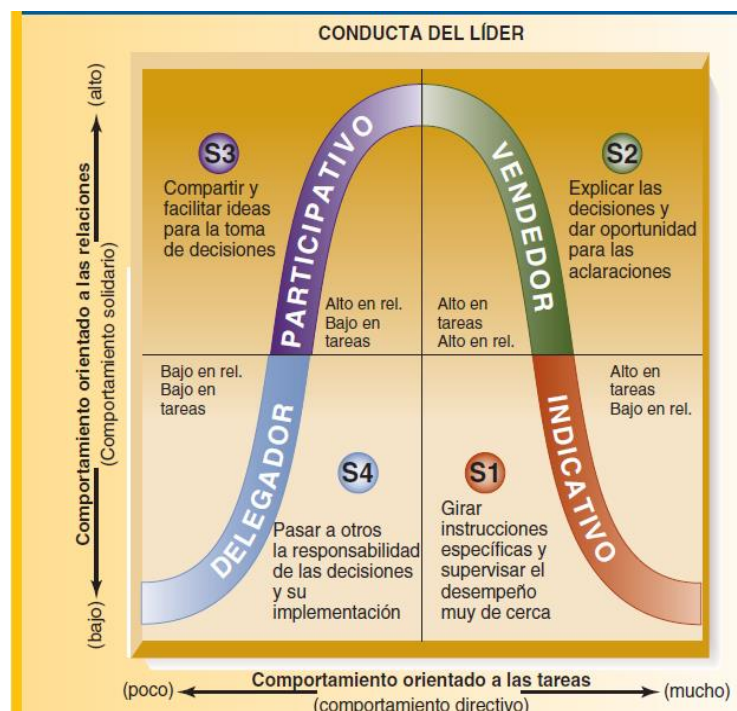 CONDUCTA DEL LÍDER
(alto)
Comportamiento orientado a las relaciones
(Comportamiento solidario)
(bajo)
S3
Compartir y
facilitar ideas
para la toma
de decisiones
PARTICIPATIVO
Alto en rel.
Bajo en
tareas
S2
Explicar las
decisiones y
dar oportunidad
para las
aclaraciones
VENDEDOR
Alto en
tareas
Alto en rel.
Bajo en rel.
Bajo en
tareas
DELEGADOR
S4
Pasar a otros
la responsabilidad
de las decisiones
y su
implementación
S1
Girar
instrucciones
específicas y
supervisar el
desempeño
muy de cerca
INDICATIVO
Alto en
tareas
Bajo en rel.
(poco)
Comportamiento orientado a las tareas
(comportamiento directivo)
(mucho)